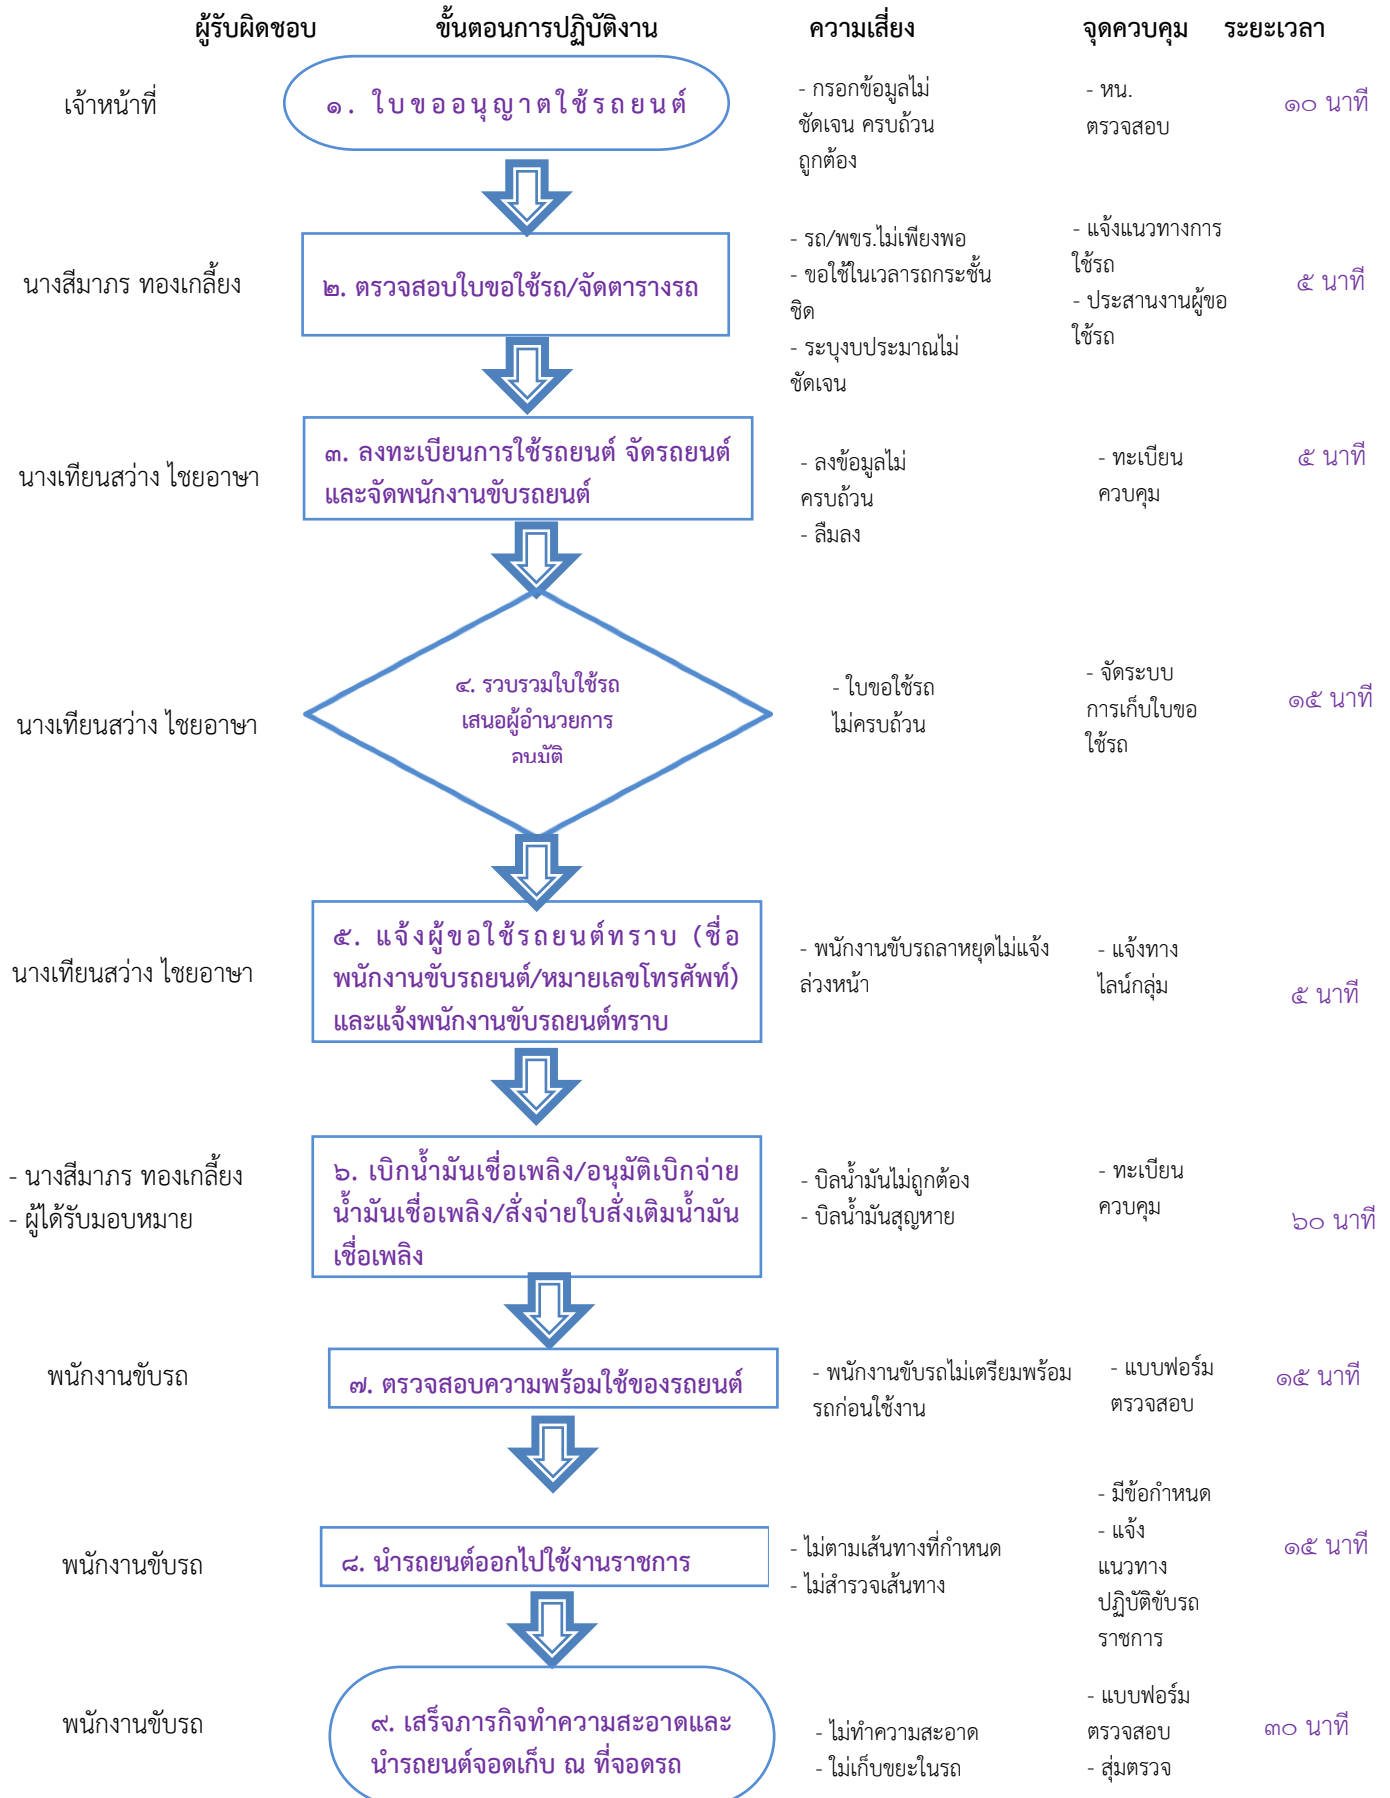 ผู้รับผิดชอบ ขั้นตอนการปฏิบัติงาน ความเสี่ยง จุดควบคุม ระยะเวลา
เจ้าหน้าที่
๑. ใบขออนุญาตใช้รถยนต์
- กรอกข้อมูลไม่
ชัดเจน ครบถ้วน
ถูกต้อง
- หน.
ตรวจสอบ
๑๐ นาที
นางสีมาภร ทองเกลี้ยง
๒. ตรวจสอบใบขอใช้รถ/จัดตารางรถ
- รถ/พขร.ไม่เพียงพอ
- ขอใช้ในเวลารถกระชั้น
ชิด
- ระบุงบประมาณไม่
ชัดเจน
- แจ้งแนวทางการ
ใช้รถ
- ประสานงานผู้ขอ
ใช้รถ
๕ นาที
นางเทียนสว่าง ไชยอาษา
๓. ลงทะเบียนการใช้รถยนต์ จัดรถยนต์
และจัดพนักงานขับรถยนต์
- ลงข้อมูลไม่
ครบถ้วน
- ลืมลง
- ทะเบียน
ควบคุม
๕ นาที
นางเทียนสว่าง ไชยอาษา
๔. รวบรวมใบใช้รถ
เสนอผู้อำนวยการ
อนุมัติ
- ใบขอใช้รถ
ไม่ครบถ้วน
- จัดระบบ
การเก็บใบขอ
ใช้รถ
๑๕ นาที
นางเทียนสว่าง ไชยอาษา
๕. แจ้งผู้ขอใช้รถยนต์ทราบ (ชื่อ
พนักงานขับรถยนต์/หมายเลขโทรศัพท์)
และแจ้งพนักงานขับรถยนต์ทราบ
- พนักงานขับรถลาหยุดไม่แจ้ง
ล่วงหน้า
- แจ้งทาง
ไลน์กลุ่ม
๕ นาที
- นางสีมาภร ทองเกลี้ยง
- ผู้ได้รับมอบหมาย
๖. เบิกน้ำมันเชื่อเพลิง/อนุมัติเบิกจ่าย
น้ำมันเชื่อเพลิง/สั่งจ่ายใบสั่งเติมน้ำมัน
เชื่อเพลิง
- บิลน้ำมันไม่ถูกต้อง
- บิลน้ำมันสุญหาย
- ทะเบียน
ควบคุม
๖๐ นาที
พนักงานขับรถ
๗. ตรวจสอบความพร้อมใช้ของรถยนต์
- พนักงานขับรถไม่เตรียมพร้อม
รถก่อนใช้งาน
- แบบฟอร์ม
ตรวจสอบ
๑๕ นาที
พนักงานขับรถ
๘. นำรถยนต์ออกไปใช้งานราชการ
- ไม่ตามเส้นทางที่กำหนด
- ไม่สำรวจเส้นทาง
- มีข้อกำหนด
- แจ้ง
แนวทาง
ปฏิบัติขับรถ
ราชการ
๑๕ นาที
พนักงานขับรถ
๙. เสร็จภารกิจทำความสะอาดและ
นำรถยนต์จอดเก็บ ณ ที่จอดรถ
- ไม่ทำความสะอาด
- ไม่เก็บขยะในรถ
- แบบฟอร์ม
ตรวจสอบ
- สุ่มตรวจ
๓๐ นาที